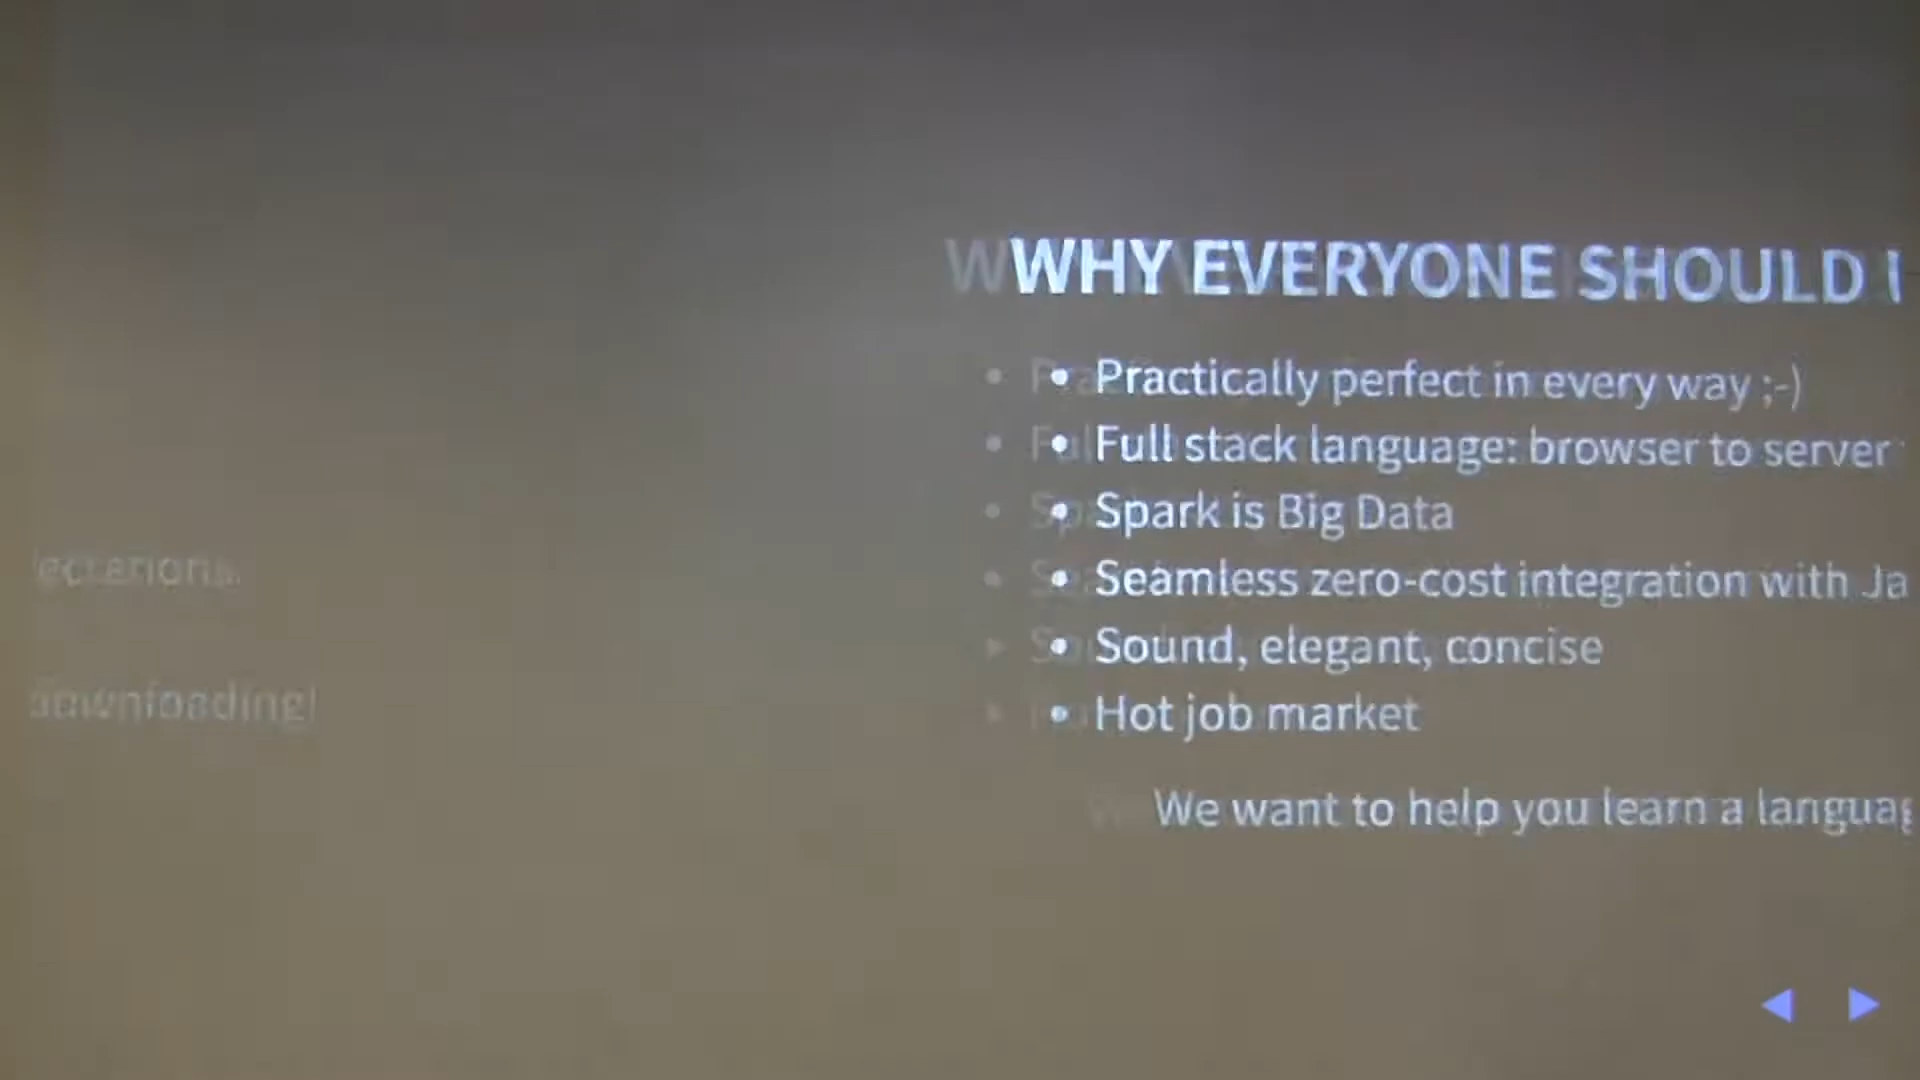 WHY EVERYONE SHOULD
Practically perfect in every way ;-)
Full stack language: browser to server
Spark is Big Data
Seamless zero-cost integration with Ja
Sound, elegant, concise
Hot job market
We want to help you learn a languag
downloading!